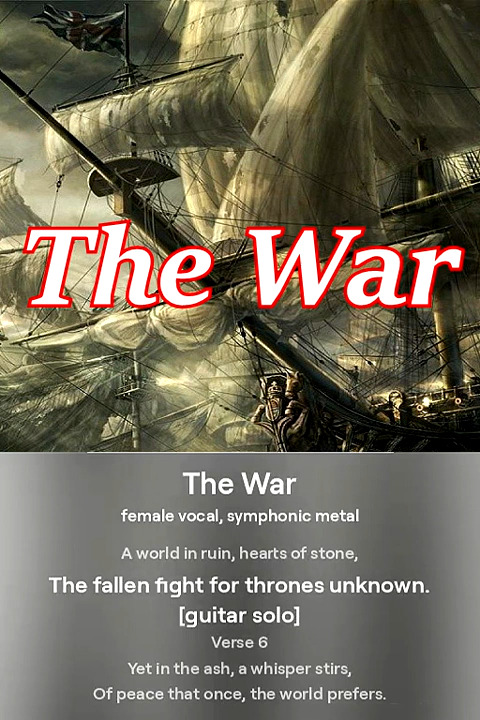 The War
The War
female vocal, symphonic metal
A world in ruin, hearts of stone,
The fallen fight for thrones unknown.
[guitar solo]
Verse 6
Yet in the ash, a whisper stirs,
Of peace that once, the world prefers.